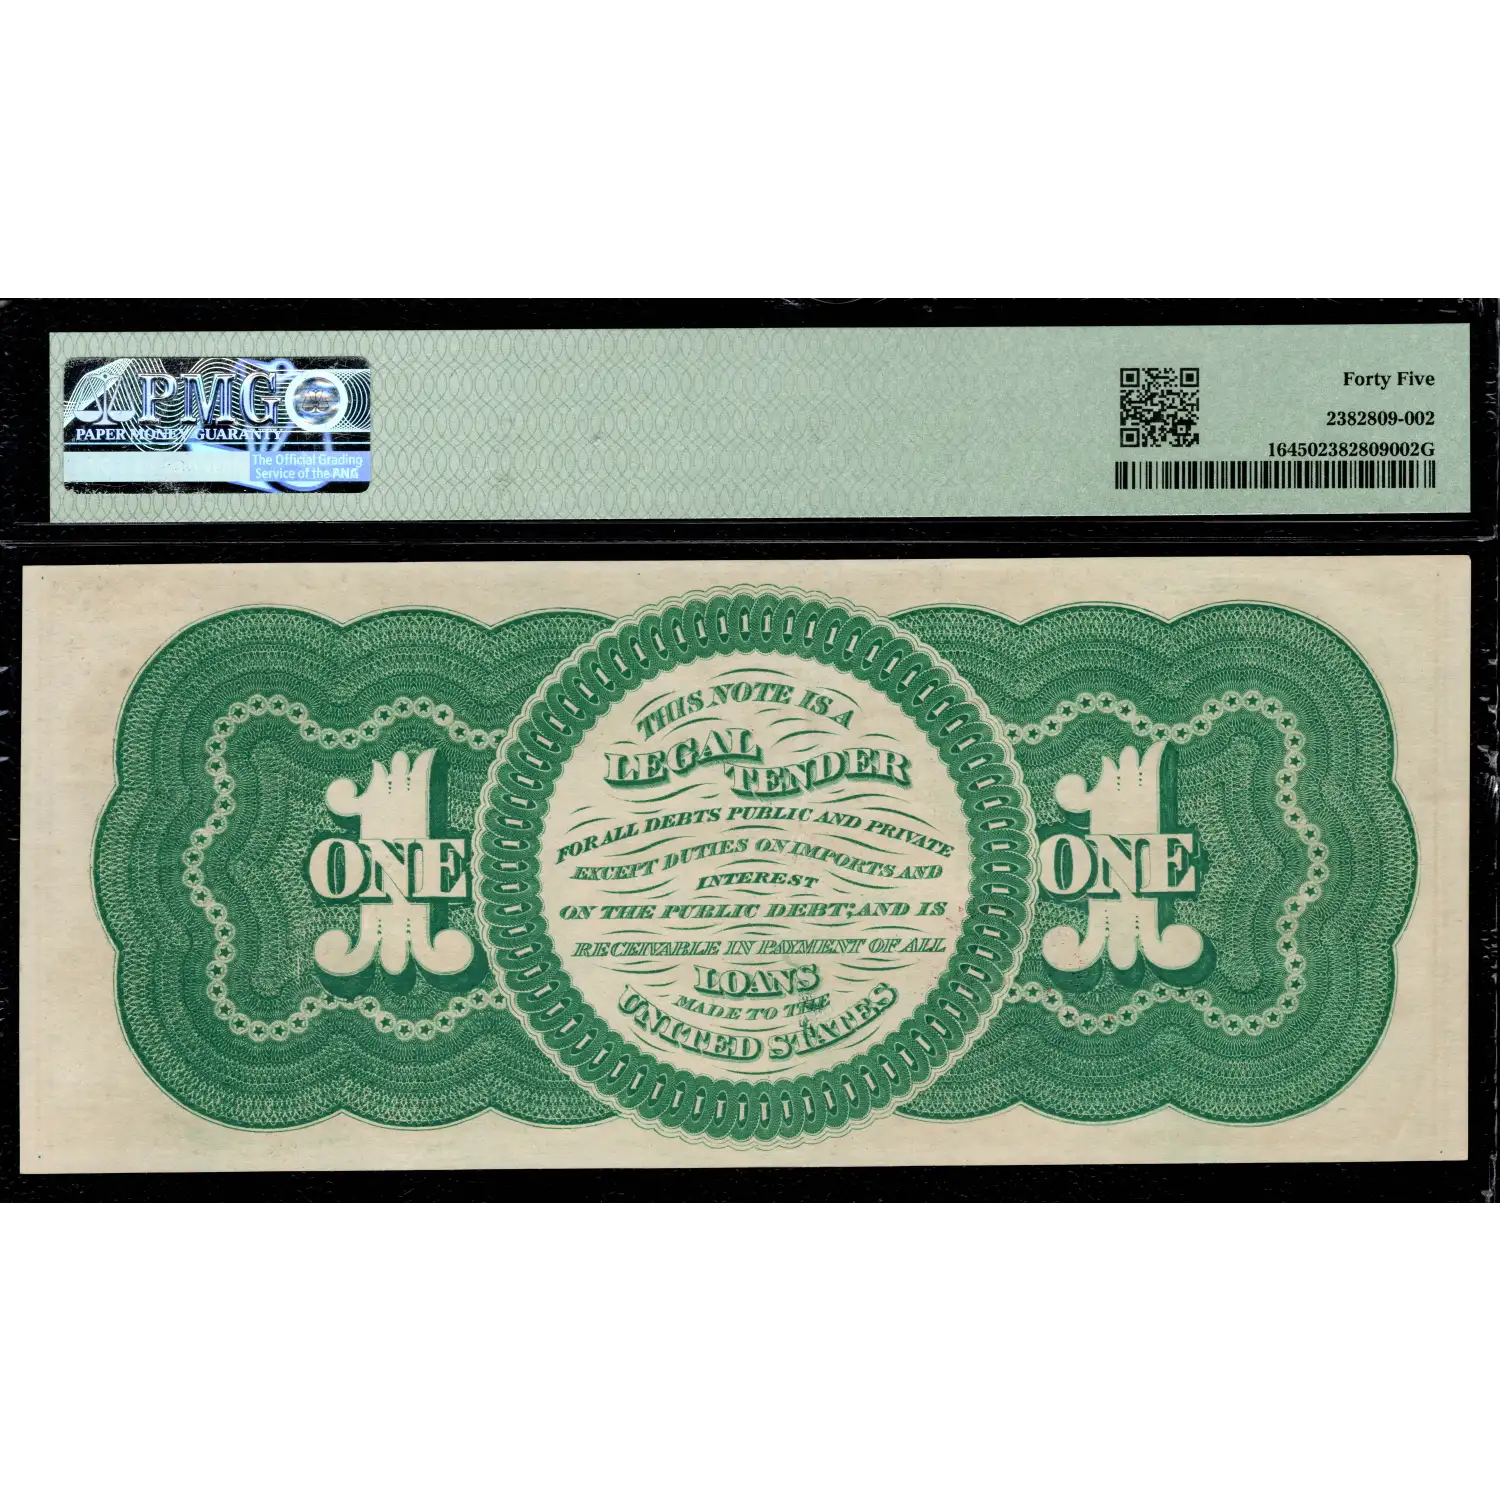 PMG
PAPER MONEY GUARANTY
The Official Grading
Service of the ANA
Forty Five
2382809-002
164502382809002G
THIS NOTE IS A
LEGAL
TENDER
FOR ALL DEBTS PUBLIC AND PRIVATE
EXCEPT DUTIES ON IMPORTS AND
INTEREST
ON THE PUBLIC DEBT; AND IS
RECEIVABLE IN PAYMENT OF ALL
LOANS
MADE TO THE
UNITED STATES
1
ONE
1
ONE